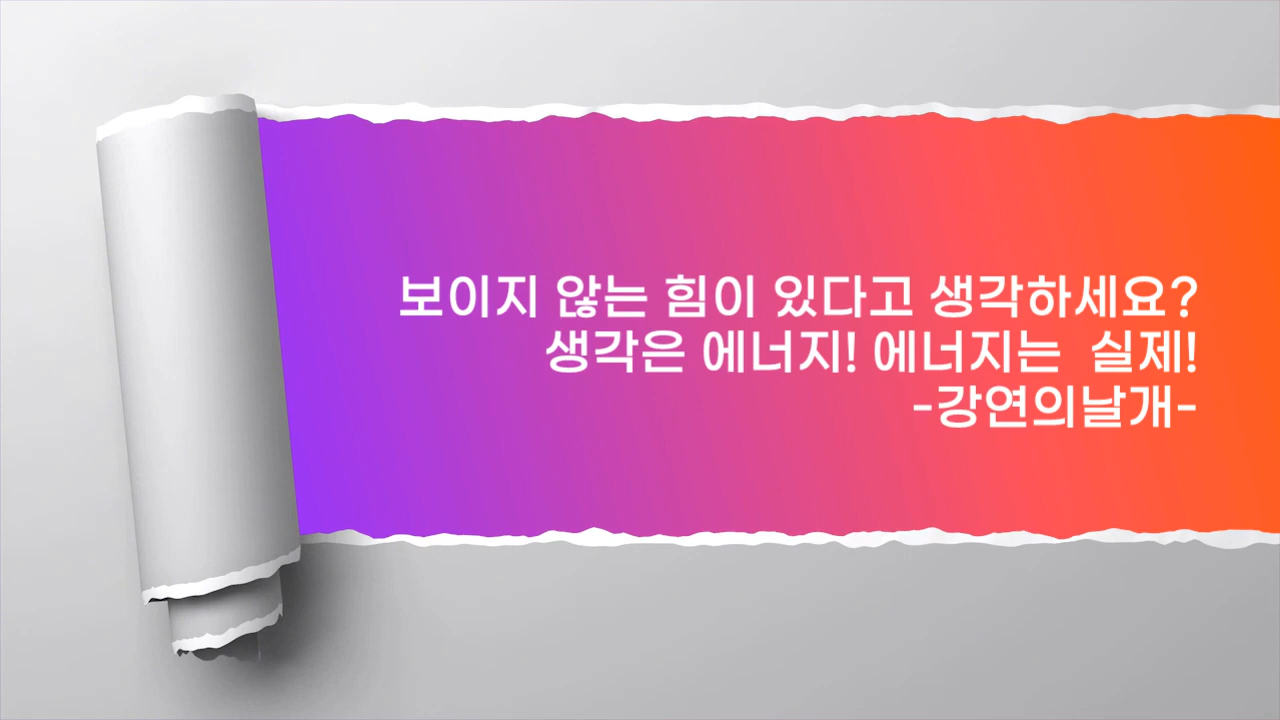 보이지 않는 힘이 있다고 생각하세요?
생각은 에너지! 에너지는  실제!
-강연의날개-